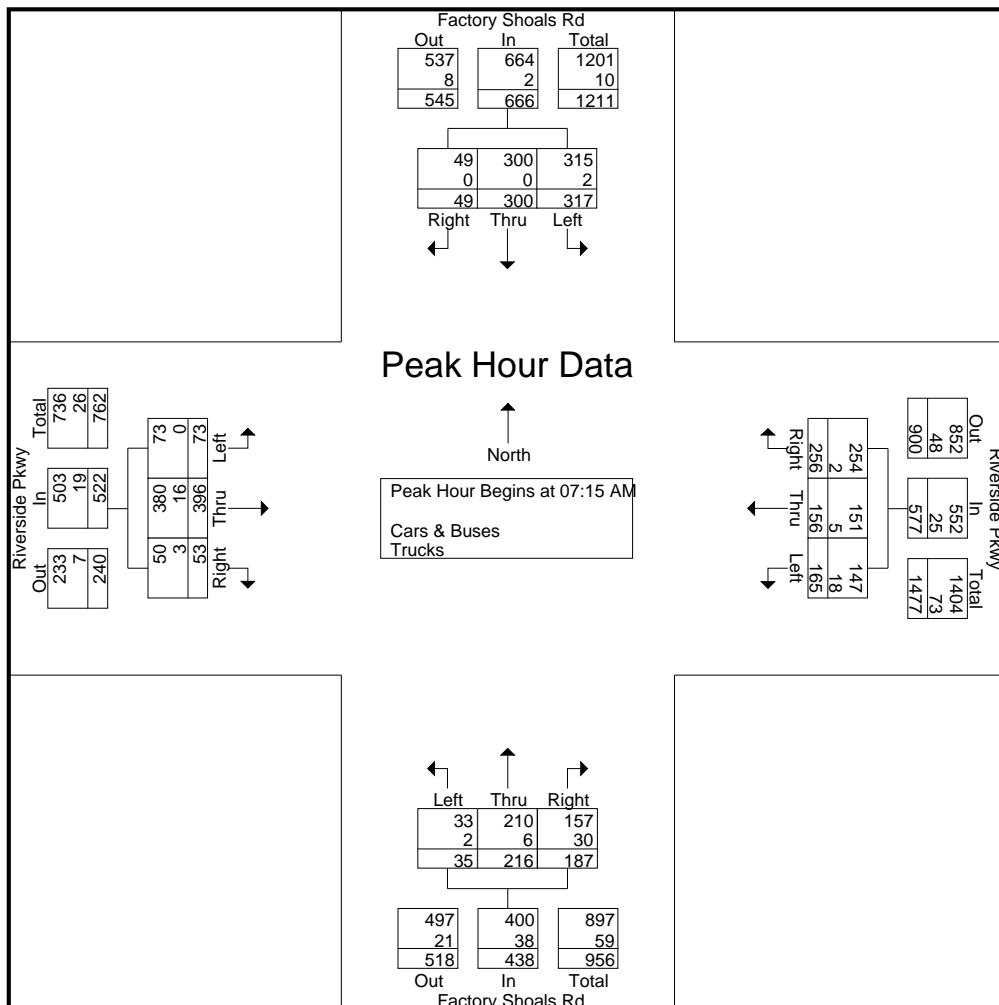 Factory Shoals Rd
Out In Total
537 664 1201
8 2 10
545 666 1211
49 300 315
0 0 2
49 300 317
Right Thru Left
Peak Hour Data
North
Peak Hour Begins at 07:15 AM
Cars & Buses
Trucks
Riverside Pkwy
Total In Out
736 503 233
26 19 7
762 522 240
73 380 50
0 16 3
73 396 53
Left Thru Right
Right Thru Left
256 156 165
2 5 18
254 151 147
900 577 1477
48 25 73
852 552 1404
Out In Total
Riverside Pkwy
Left Thru Right
33 210 157
2 6 30
35 216 187
497 400 897
21 38 59
518 438 956
Out In Total
Factory Shoals Rd